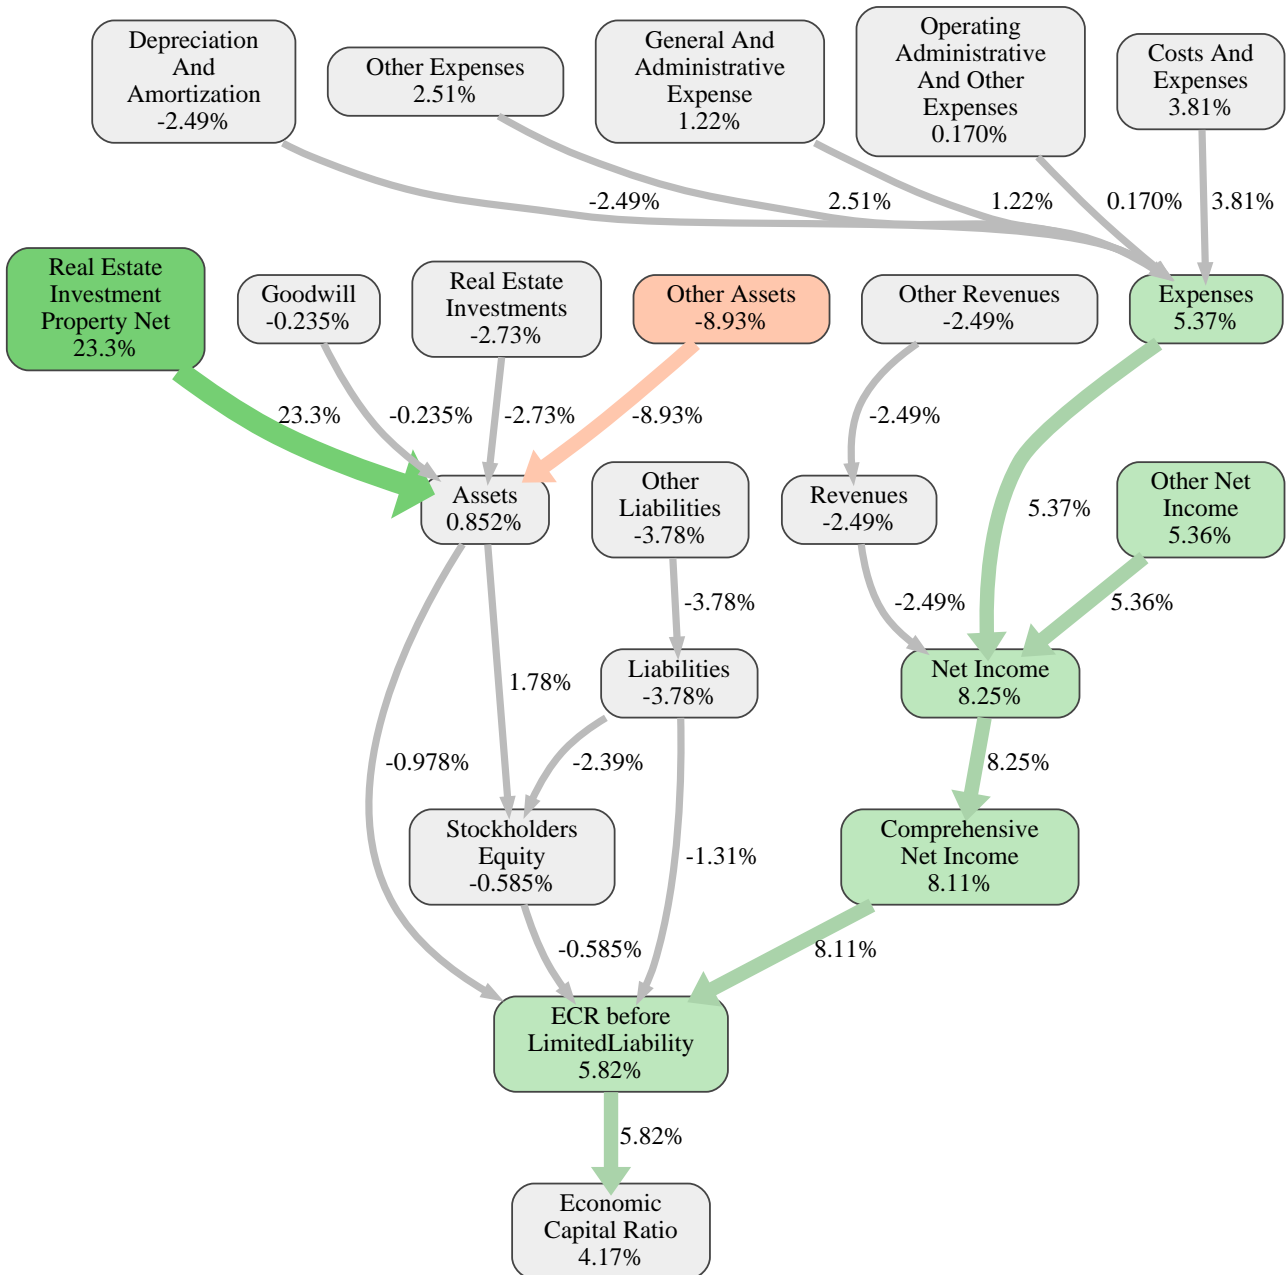 Depreciation
And
Amortization
-2.49%
Other Expenses
2.51%
General And
Administrative
Expense
1.22%
Operating
Administrative
And Other
Expenses
0.170%
Costs And
Expenses
3.81%
-2.49%
2.51%
1.22%
0.170%
3.81%
Real Estate
Investment
Property Net
23.3%
Goodwill
-0.235%
Real Estate
Investments
-2.73%
Other Assets
-8.93%
Other Revenues
-2.49%
Expenses
5.37%
23.3%
-0.235%
-2.73%
-8.93%
-2.49%
Assets
0.852%
Other
Liabilities
-3.78%
Revenues
-2.49%
5.37%
Other Net
Income
5.36%
-3.78%
-2.49%
5.36%
1.78%
Liabilities
-3.78%
Net Income
8.25%
-0.978%
-2.39%
8.25%
Stockholders
Equity
-0.585%
-1.31%
Comprehensive
Net Income
8.11%
-0.585%
8.11%
ECR before
LimitedLiability
5.82%
5.82%
Economic
Capital Ratio
4.17%